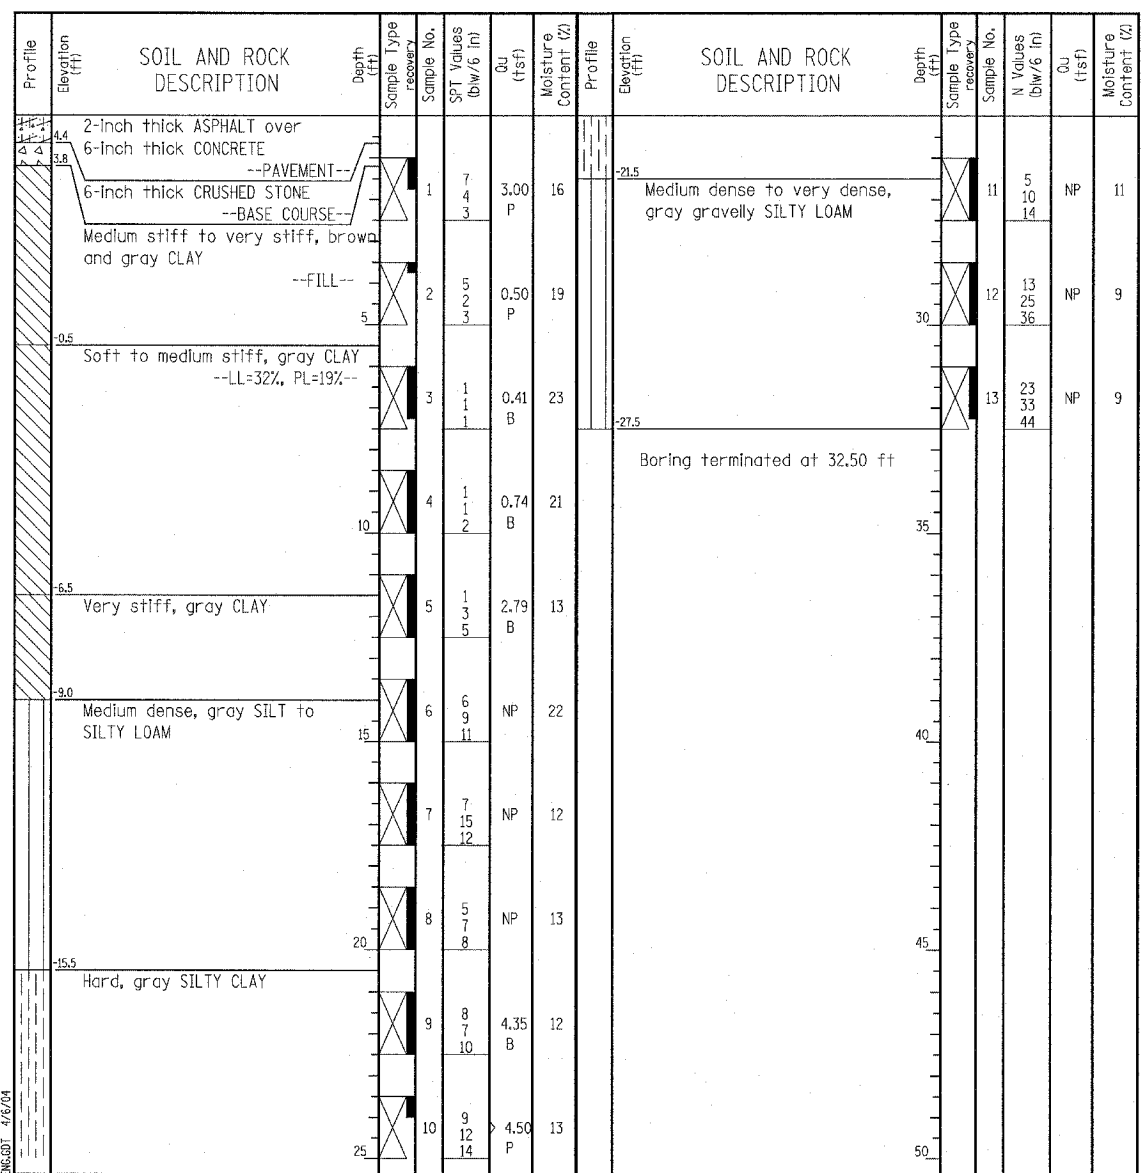 Profile
Elevation
(ft)
SOIL AND ROCK
DESCRIPTION
Depth
(ft)
Sample Type
recovery
Sample No.
SPT Values
(blw/6 in)
Qu
(tsf)
Moisture
Content (%)
2-inch thick ASPHALT over
4.4
6-inch thick CONCRETE
--PAVEMENT--
3.8
6-inch thick CRUSHED STONE
--BASE COURSE--
1
7
4
3
3.00
P
16
Medium stiff to very stiff, brown
and gray CLAY
--FILL--
2
5
2
3
0.50
P
19
5
-0.5
Soft to medium stiff, gray CLAY
--LL=32%, PL=19%--
3
1
1
1
0.41
B
23
4
1
1
2
0.74
B
21
10
-6.5
Very stiff, gray CLAY
5
1
3
5
2.79
B
13
-9.0
Medium dense, gray SILT to
SILTY LOAM
6
6
9
11
NP
22
15
7
7
15
12
NP
12
8
5
7
8
NP
13
20
-15.5
Hard, gray SILTY CLAY
9
8
7
10
4.35
B
12
10
9
12
14
> 4.50
P
13
25
Profile
Elevation
(ft)
SOIL AND ROCK
DESCRIPTION
Depth
(ft)
Sample Type
recovery
Sample No.
N Values
(blw/6 in)
Qu
(tsf)
Moisture
Content (%)
-21.5
Medium dense to very dense,
gray gravelly SILTY LOAM
11
5
10
14
NP
11
12
13
25
36
NP
9
30
13
23
33
44
NP
9
-27.5
Boring terminated at 32.50 ft
35
40
45
50
ENG.GDT 4/6/04